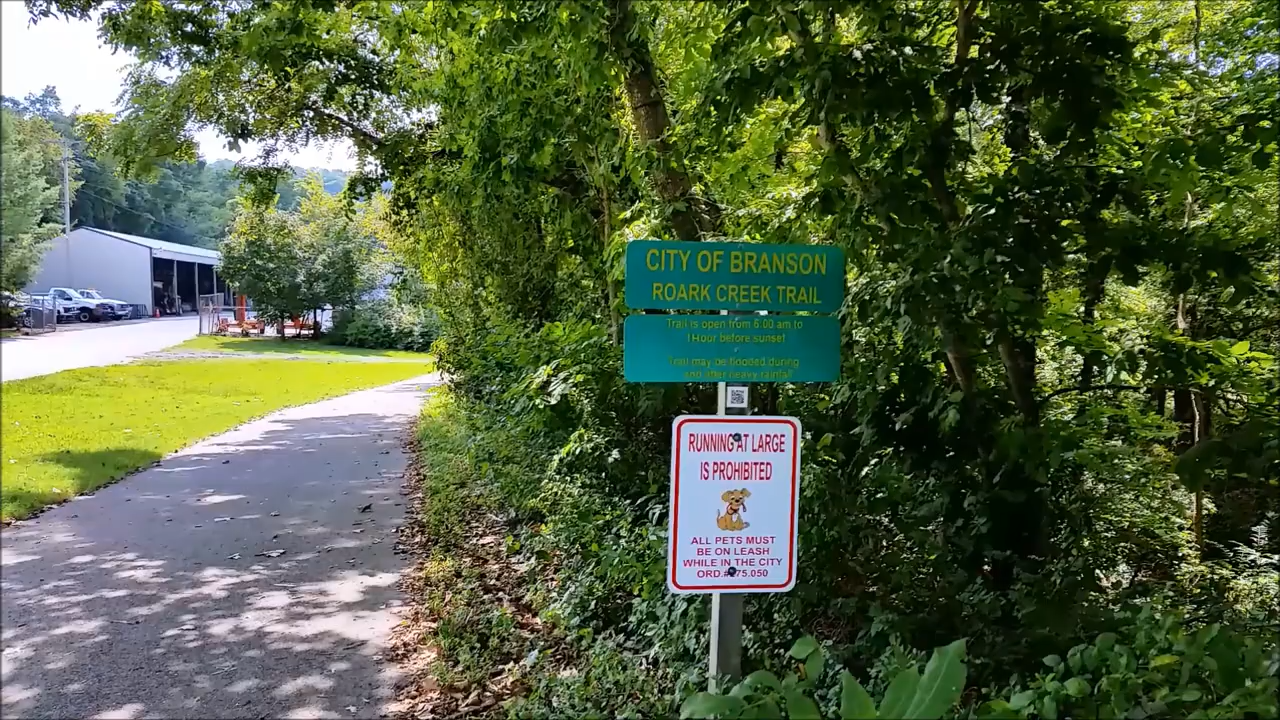 CITY OF BRANSON
ROARK CREEK TRAIL
Trail is open from 6:00 am to
1 Hour before sunset
Trail may be flooded during
and after heavy rainfall
RUNNING AT LARGE
IS PROHIBITED
ALL PETS MUST
BE ON LEASH
WHILE IN THE CITY
75.050